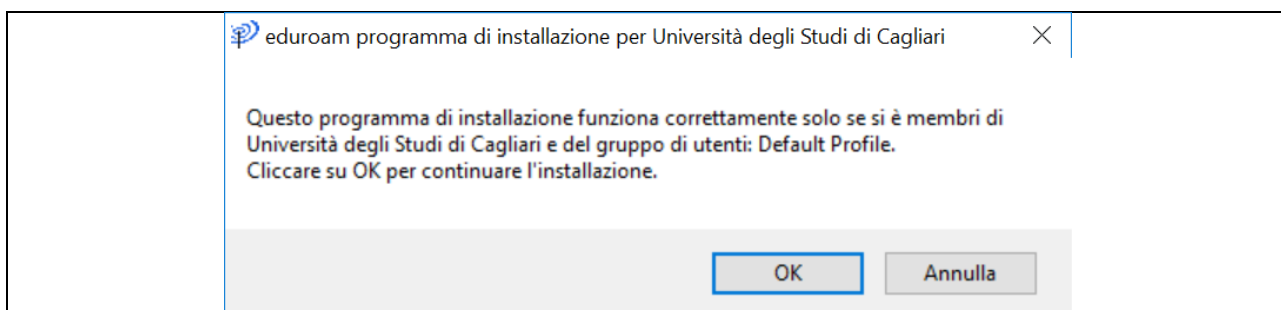 eduroam programma di installazione per Università degli Studi di Cagliari
Questo programma di installazione funziona correttamente solo se si è membri di
Università degli Studi di Cagliari e del gruppo di utenti: Default Profile.
Cliccare su OK per continuare l'installazione.
OK
Annulla